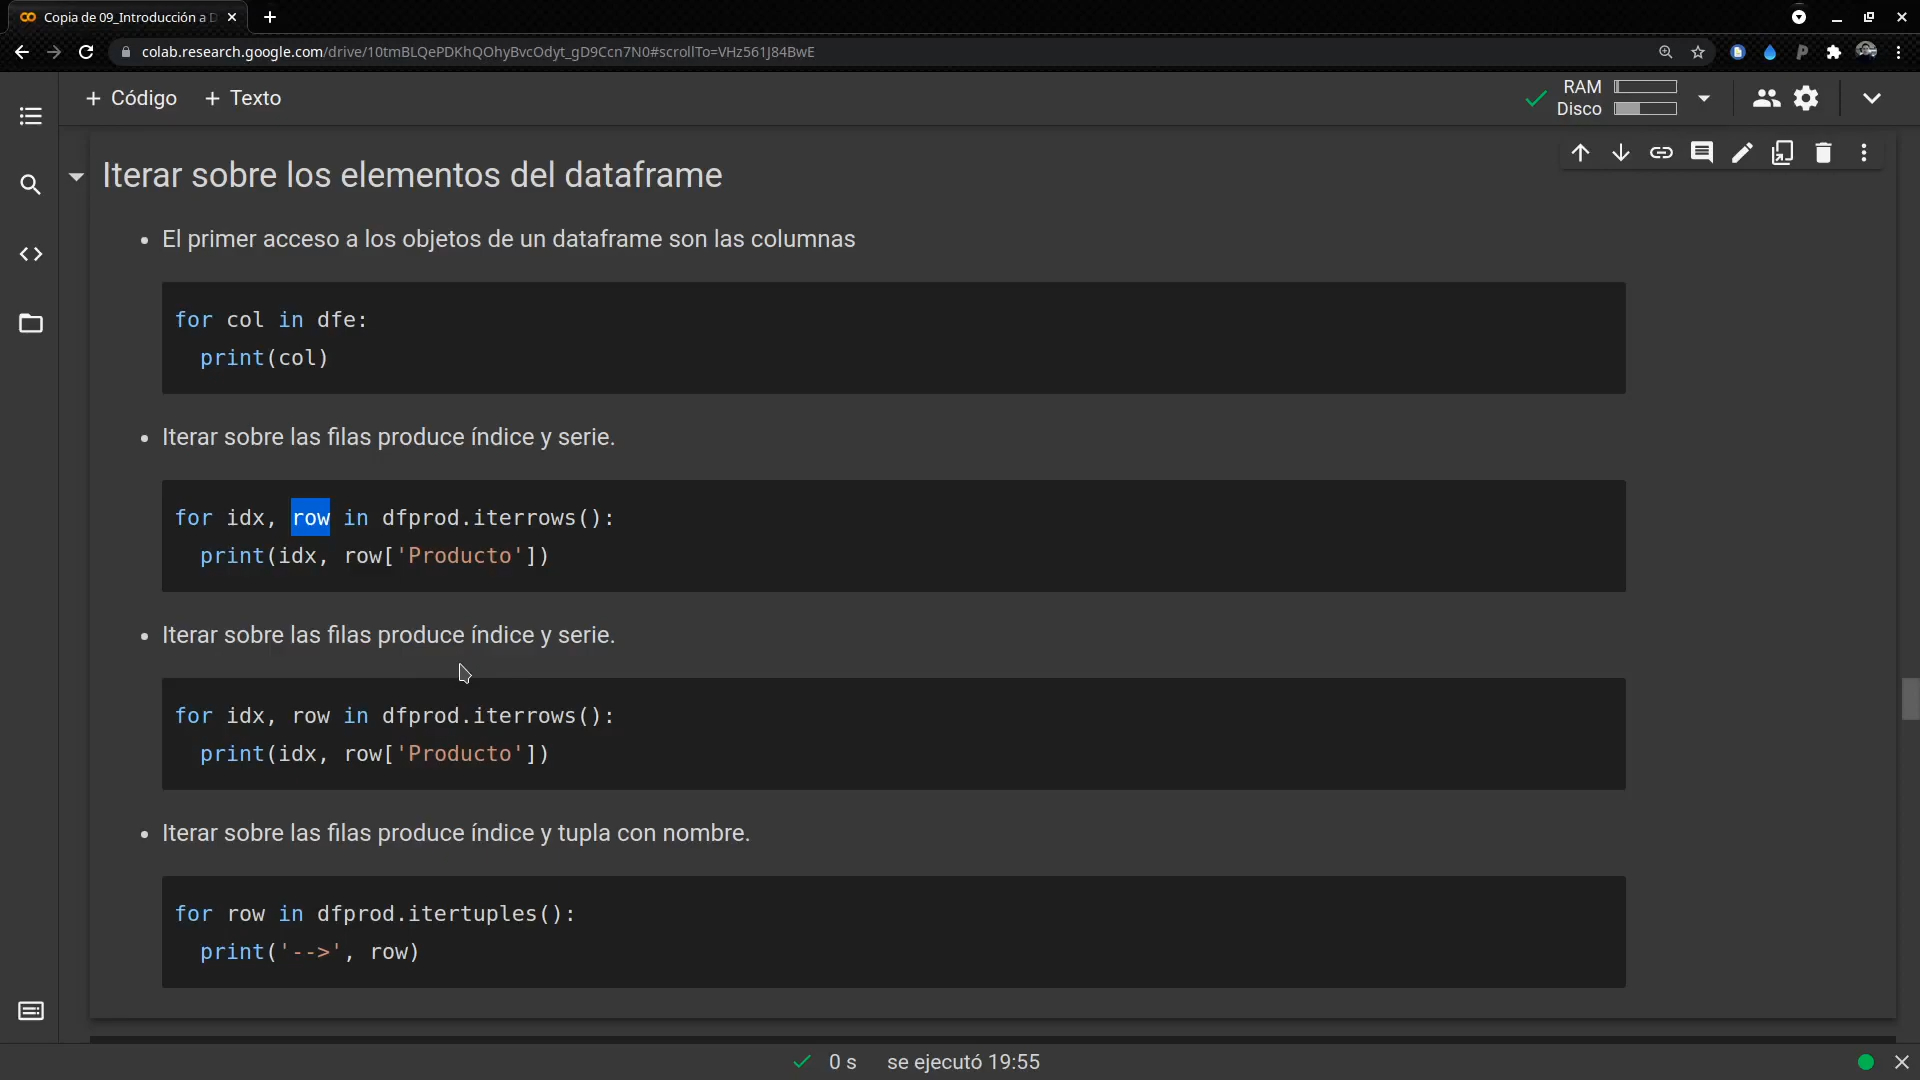 Copia de 09_Introducción a D
colab.research.google.com/drive/10tmBLQePDKhQOhyBvcOdyt_gD9Ccn7N0#scrollTo=VHz561J84BwE
+ Código + Texto
RAM
Disco
Iterar sobre los elementos del dataframe
• El primer acceso a los objetos de un dataframe son las columnas
for col in dfe:
print(col)
• Iterar sobre las filas produce índice y serie.
for idx, row in dfprod.iterrows():
print(idx, row['Producto'])
• Iterar sobre las filas produce índice y serie.
for idx, row in dfprod.iterrows():
print(idx, row['Producto'])
• Iterar sobre las filas produce índice y tupla con nombre.
for row in dfprod.itertuples():
print('-->', row)
0 s se ejecutó 19:55